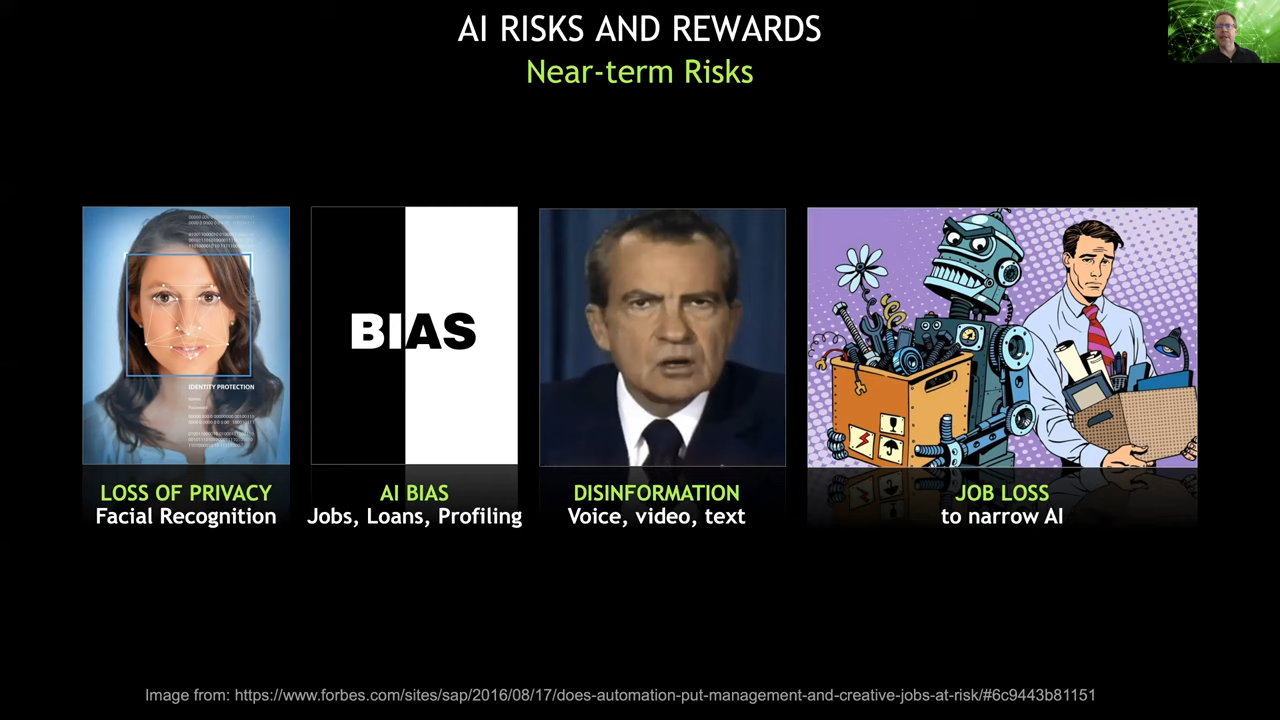 AI RISKS AND REWARDS
Near-term Risks
IDENTITY PROTECTION
BIAS
LOSS OF PRIVACY
Facial Recognition
AI BIAS
Jobs, Loans, Profiling
DISINFORMATION
Voice, video, text
JOB LOSS
to narrow AI
Image from: https://www.forbes.com/sites/sap/2016/08/17/does-automation-put-management-and-creative-jobs-at-risk/#6c9443b81151